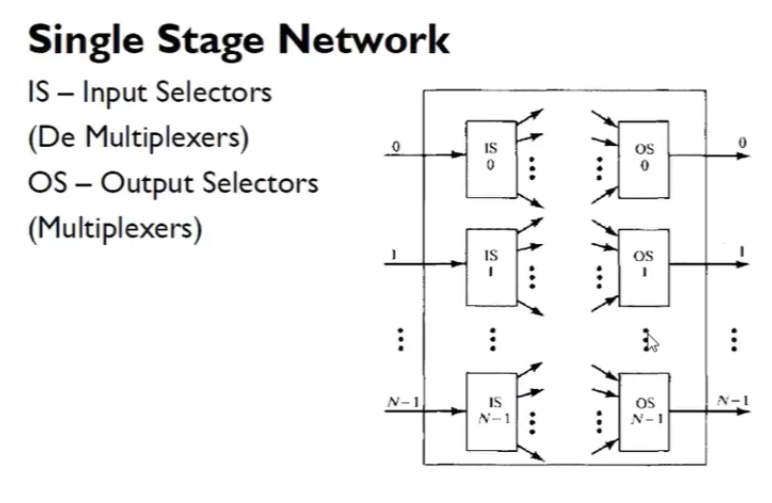 Single Stage Network
IS – Input Selectors
(De Multiplexers)
OS – Output Selectors
(Multiplexers)
0
IS
0
OS
0
0
1
IS
1
OS
1
1
N–1
IS
N–1
OS
N–1
N–1